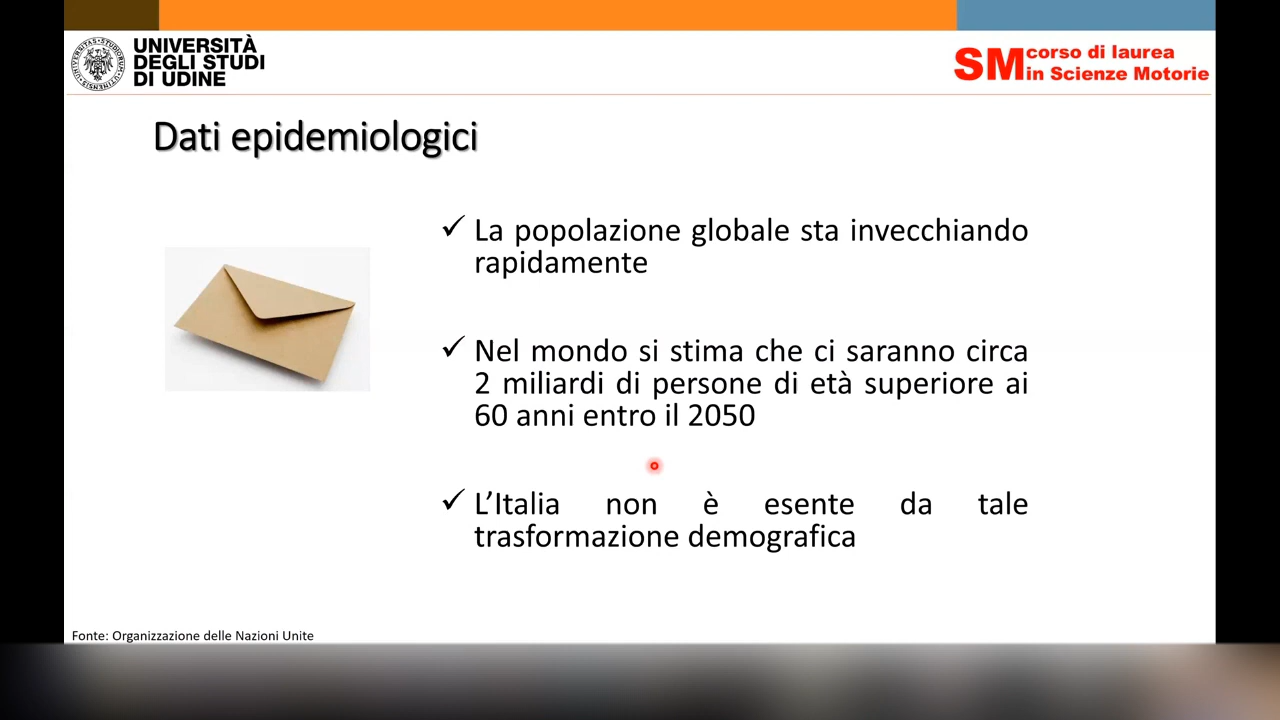 UNIVERSITÀ
DEGLI STUDI
DI UDINE
SM corso di laurea
in Scienze Motorie
Dati epidemiologici
✓ La popolazione globale sta invecchiando
rapidamente
✓ Nel mondo si stima che ci saranno circa
2 miliardi di persone di età superiore ai
60 anni entro il 2050
✓ L’Italia non è esente da tale
trasformazione demografica
Fonte: Organizzazione delle Nazioni Unite